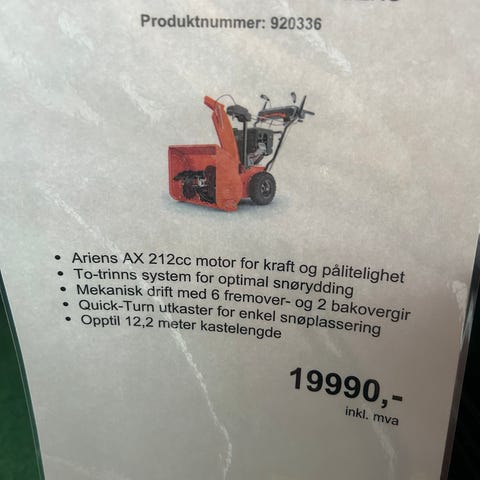 Produktnummer: 920336
• Ariens AX 212cc motor for kraft og pålitelighet
• To-trinns system for optimal snørydding
• Mekanisk drift med 6 fremover- og 2 bakovergir
• Quick-Turn utkaster for enkel snøplassering
• Opptil 12,2 meter kastelengde
19990,-
inkl. mva